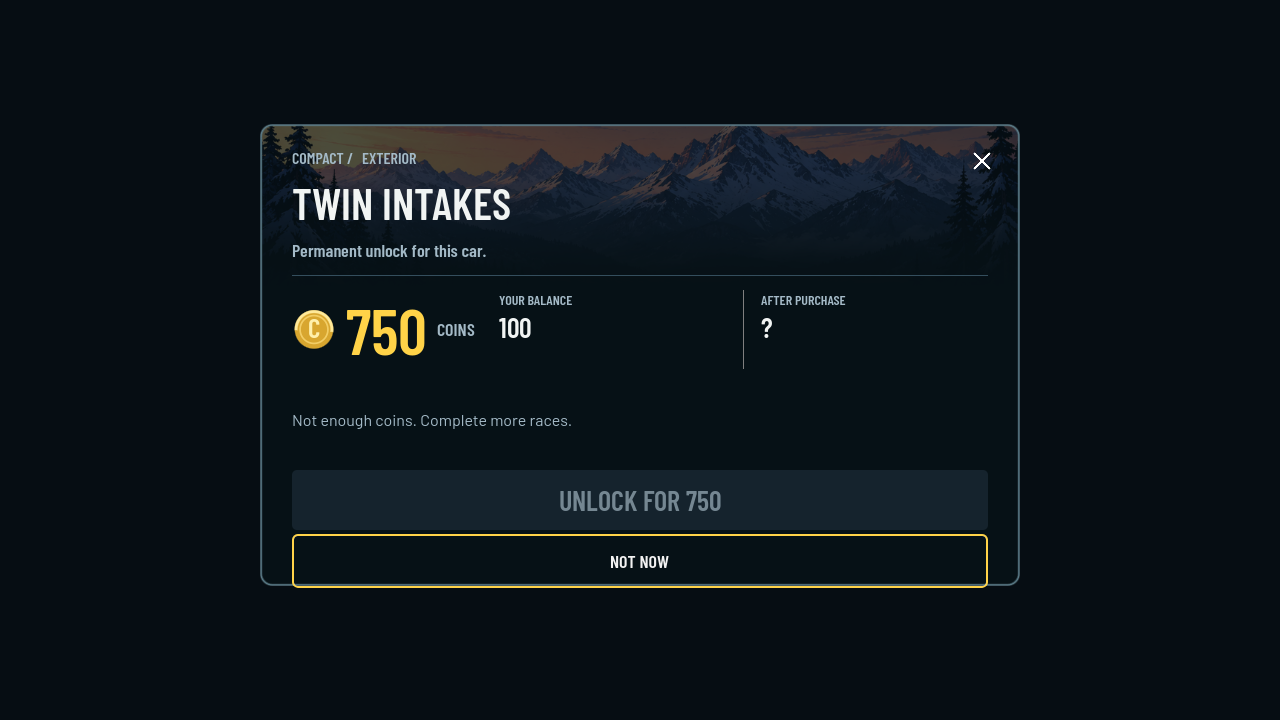 COMPACT / EXTERIOR
TWIN INTAKES
Permanent unlock for this car.
C 750 COINS
YOUR BALANCE
100
AFTER PURCHASE
?
Not enough coins. Complete more races.
UNLOCK FOR 750
NOT NOW